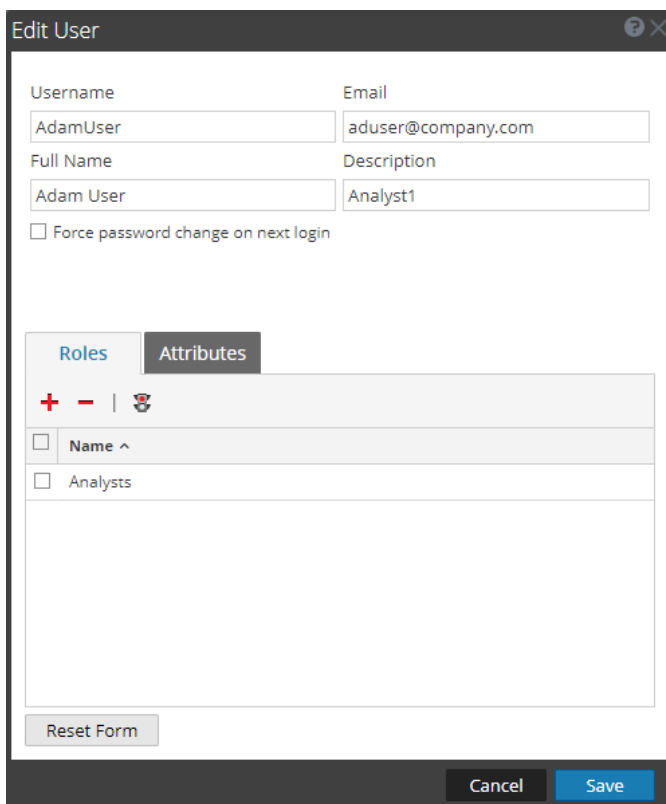 Edit User
Username Email
AdamUser aduser@company.com
Full Name Description
Adam User Analyst1
Force password change on next login
Roles Attributes
Name
Analysts
Reset Form
Cancel Save